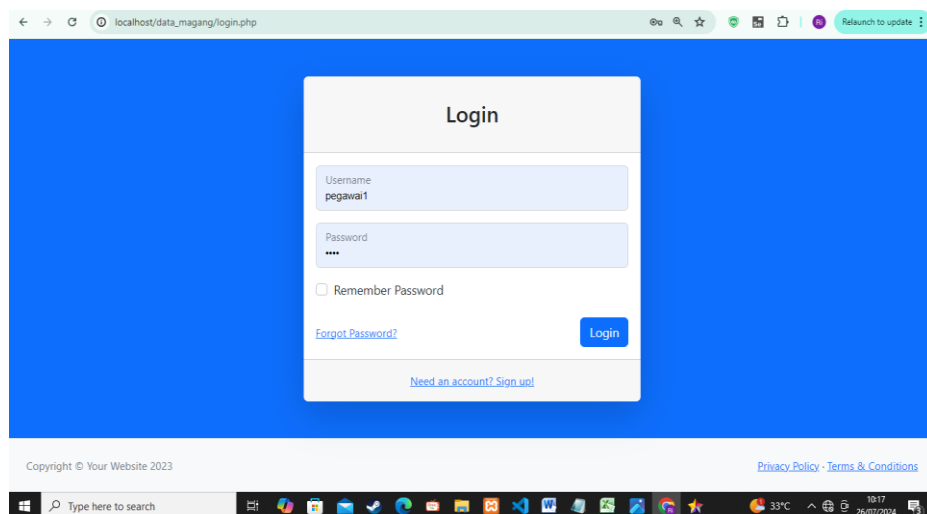 localhost/data_magang/login.php
Ri
Relaunch to update
Login
Username
pegawai1
Password
••••
Remember Password
Forgot Password?
Login
Need an account? Sign up!
Copyright © Your Website 2023
Privacy Policy · Terms & Conditions
Type here to search
33°C
10:17
26/07/2024